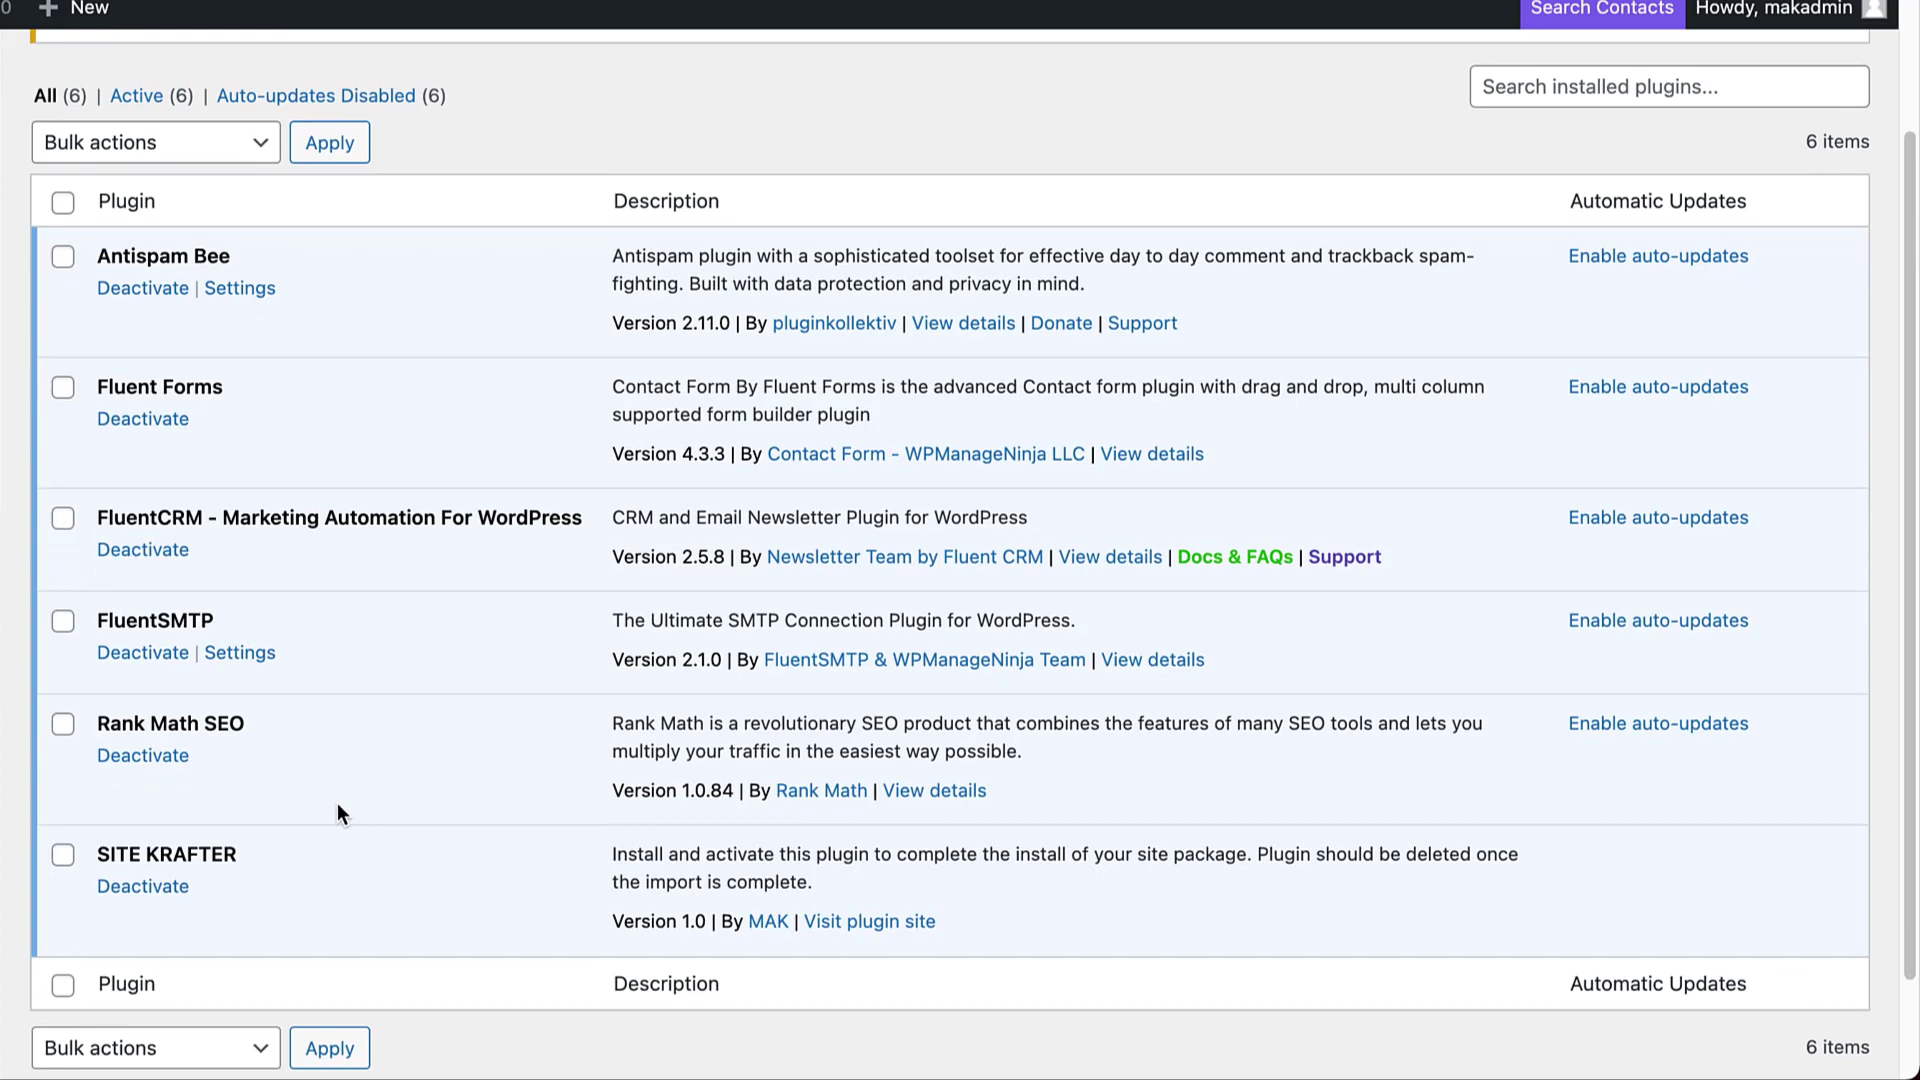 0 New Search Contacts Howdy, makadmin
All (6) | Active (6) | Auto-updates Disabled (6)
Search installed plugins...
Bulk actions Apply 6 items
Plugin Description Automatic Updates
Antispam Bee
Deactivate | Settings
Antispam plugin with a sophisticated toolset for effective day to day comment and trackback spam-
fighting. Built with data protection and privacy in mind.
Version 2.11.0 | By pluginkollektiv | View details | Donate | Support
Enable auto-updates
Fluent Forms
Deactivate
Contact Form By Fluent Forms is the advanced Contact form plugin with drag and drop, multi column
supported form builder plugin
Version 4.3.3 | By Contact Form - WPManageNinja LLC | View details
Enable auto-updates
FluentCRM - Marketing Automation For WordPress
Deactivate
CRM and Email Newsletter Plugin for WordPress
Version 2.5.8 | By Newsletter Team by Fluent CRM | View details | Docs & FAQs | Support
Enable auto-updates
FluentSMTP
Deactivate | Settings
The Ultimate SMTP Connection Plugin for WordPress.
Version 2.1.0 | By FluentSMTP & WPManageNinja Team | View details
Enable auto-updates
Rank Math SEO
Deactivate
Rank Math is a revolutionary SEO product that combines the features of many SEO tools and lets you
multiply your traffic in the easiest way possible.
Version 1.0.84 | By Rank Math | View details
Enable auto-updates
SITE KRAFTER
Deactivate
Install and activate this plugin to complete the install of your site package. Plugin should be deleted once
the import is complete.
Version 1.0 | By MAK | Visit plugin site
Plugin Description Automatic Updates
Bulk actions Apply 6 items